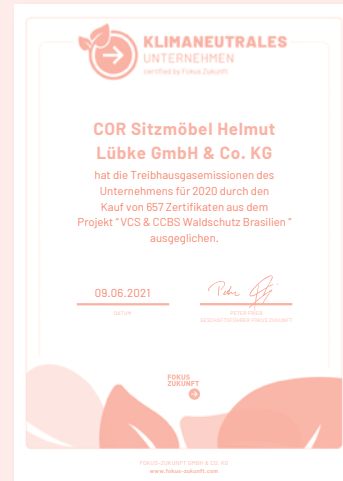 KLIMANEUTRALES
UNTERNEHMEN
certified by Fokus Zukunft
COR Sitzmöbel Helmut
Lübke GmbH & Co. KG
hat die Treibhausgasemissionen des
Unternehmens für 2020 durch den
Kauf von 657 Zertifikaten aus dem
Projekt "VCS & CCBS Waldschutz Brasilien "
ausgeglichen.
09.06.2021
DATUM
PETER FRIEß
GESCHÄFTSFÜHRER FOKUS ZUKUNFT
FOKUS
ZUKUNFT
FOKUS-ZUKUNFT GMBH & CO. KG
www.fokus-zukunft.com